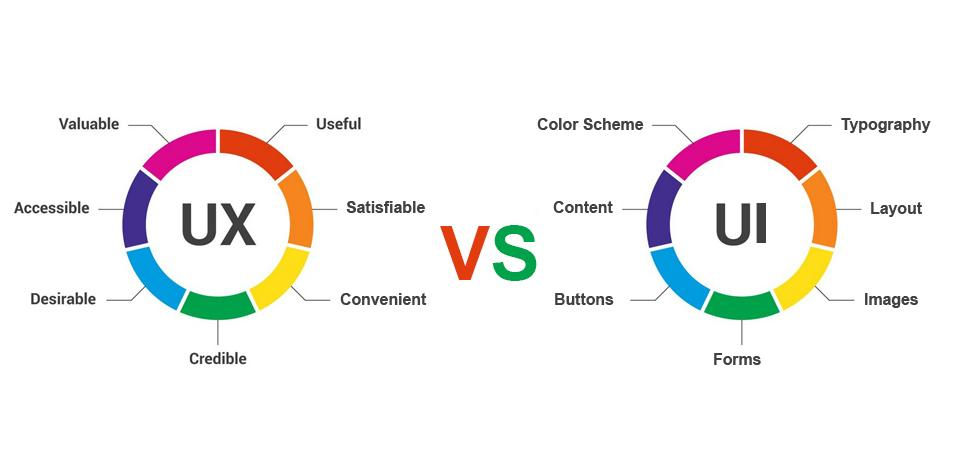 Valuable
Useful
Accessible
UX
Satisfiable
Desirable
Convenient
Credible
VS
Color Scheme
Typography
Content
UI
Layout
Buttons
Images
Forms